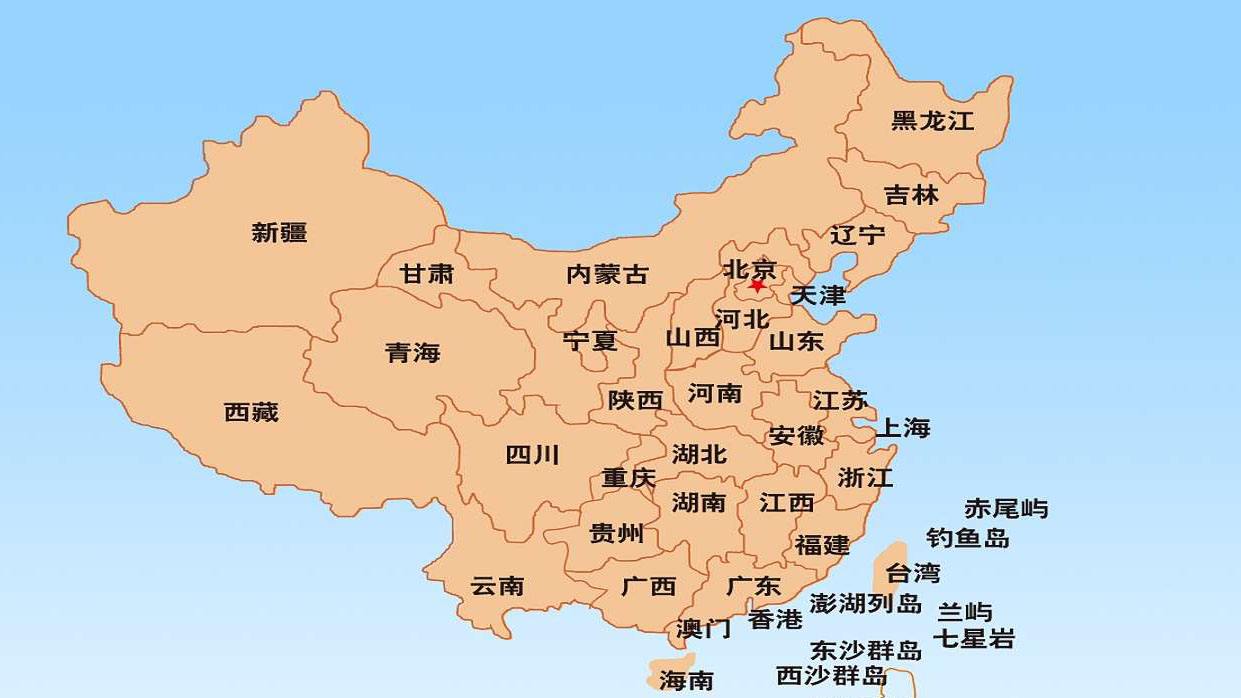 黑龙江
吉林
新疆
辽宁
甘肃
内蒙古
北京
天津
河北
宁夏
山西
山东
青海
河南
陕西
江苏
西藏
上海
安徽
四川
湖北
重庆
浙江
湖南
江西
赤尾屿
贵州
钓鱼岛
福建
台湾
云南
广西
广东
澎湖列岛
兰屿
香港
澳门
七星岩
东沙群岛
西沙群岛
海南